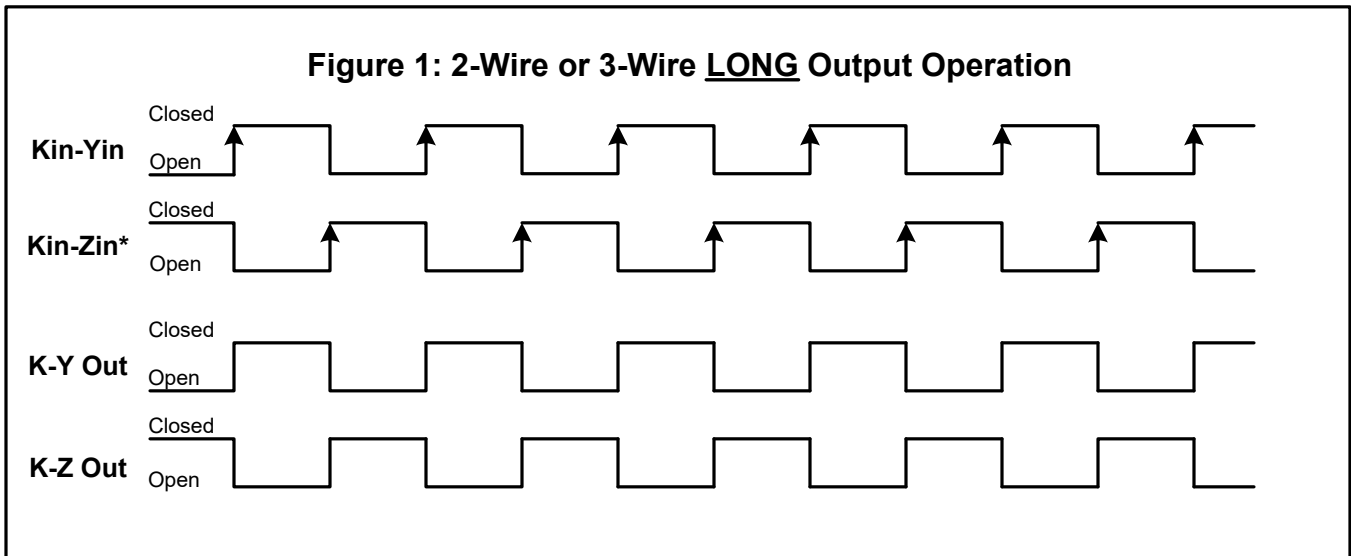 Figure 1: 2-Wire or 3-Wire LONG Output Operation
Closed
Kin-Yin
Open
Closed
Kin-Zin*
Open
Closed
K-Y Out
Open
Closed
K-Z Out
Open